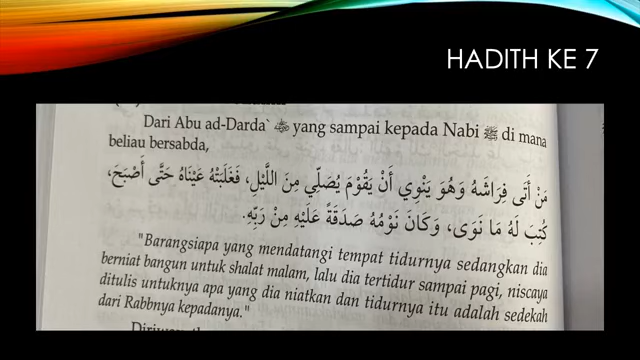 HADITH KE 7
Dari Abu ad-Darda` ﷺ yang sampai kepada Nabi ﷺ di mana
beliau bersabda,
مَنْ أَتَى فِرَاشَهُ وَهُوَ يَنْوِي أَنْ يَقُوْمَ يُصَلِّي مِنَ اللَّيْلِ، فَغَلَبَتْهُ عَيْنَاهُ حَتَّى أَصْبَحَ،
كُتِبَ لَهُ مَا نَوَى، وَكَانَ نَوْمُهُ صَدَقَةً عَلَيْهِ مِنْ رَبِّهِ.
"Barangsiapa yang mendatangi tempat tidurnya sedangkan dia
berniat bangun untuk shalat malam, lalu dia tertidur sampai pagi, niscaya
ditulis untuknya apa yang dia niatkan dan tidurnya itu adalah sedekah
dari Rabbnya kepadanya."